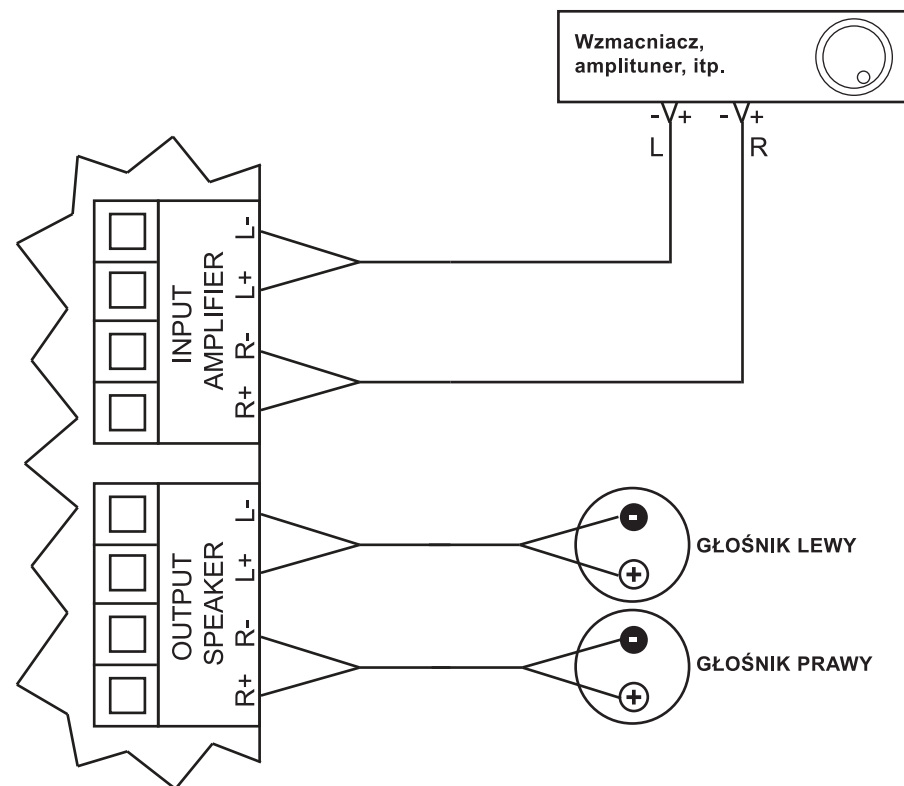 Wzmacniacz,
amplituner, itp.
- + - +
L R
INPUT
AMPLIFIER
L-
L+
R-
R+
OUTPUT
SPEAKER
L-
L+
R-
R+
-
+
GŁOŚNIK LEWY
-
+
GŁOŚNIK PRAWY